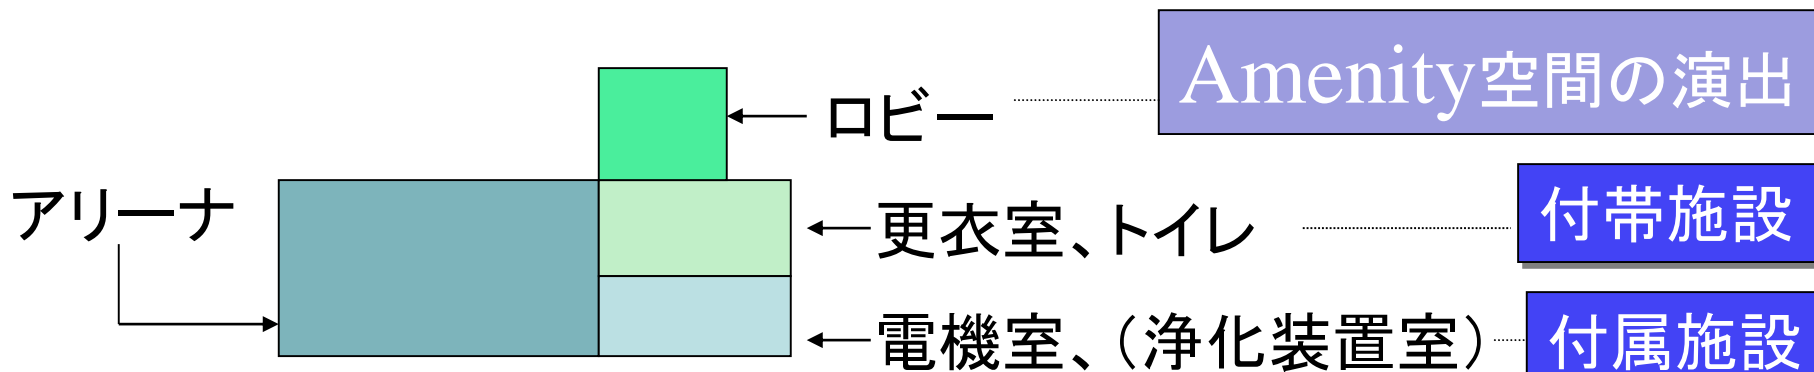 Amenity空間の演出
ロビー
アリーナ
更衣室、トイレ
付帯施設
電機室、（浄化装置室）
付属施設